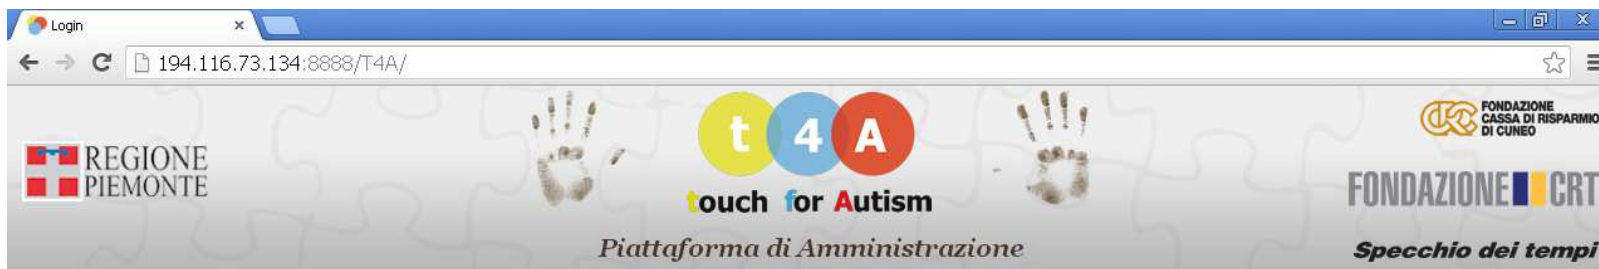 Login
194.116.73.134:8888/T4A/
REGIONE
PIEMONTE
t 4 A
touch for Autism
Piattaforma di Amministrazione
CRC FONDAZIONE
CASSA DI RISPARMIO
DI CUNEO
FONDAZIONE CRT
Specchio dei tempi